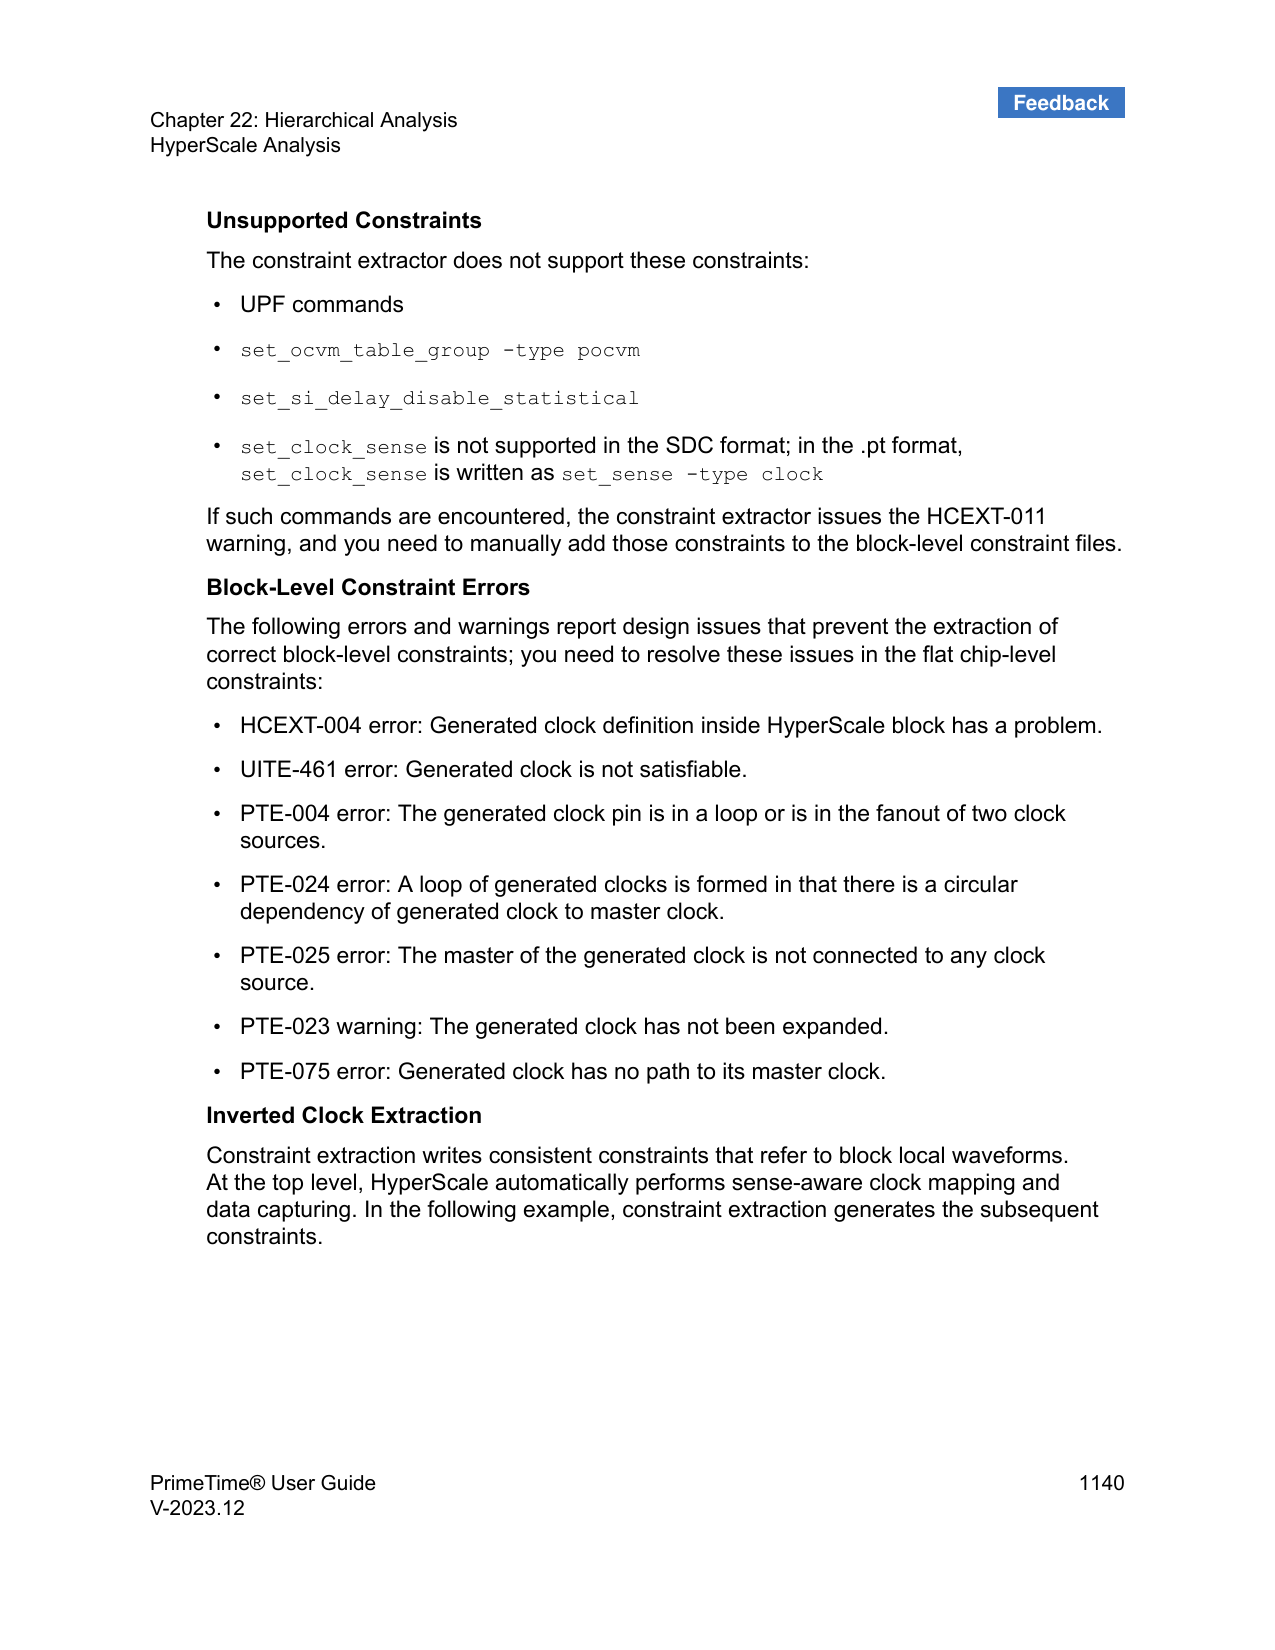 Feedback
Chapter 22: Hierarchical Analysis
HyperScale Analysis
Unsupported Constraints
The constraint extractor does not support these constraints:
• UPF commands
• set_ocvm_table_group -type pocvm
• set_si_delay_disable_statistical
• set_clock_sense is not supported in the SDC format; in the .pt format,
set_clock_sense is written as set_sense -type clock
If such commands are encountered, the constraint extractor issues the HCEXT-011
warning, and you need to manually add those constraints to the block-level constraint files.
Block-Level Constraint Errors
The following errors and warnings report design issues that prevent the extraction of
correct block-level constraints; you need to resolve these issues in the flat chip-level
constraints:
• HCEXT-004 error: Generated clock definition inside HyperScale block has a problem.
• UITE-461 error: Generated clock is not satisfiable.
• PTE-004 error: The generated clock pin is in a loop or is in the fanout of two clock
sources.
• PTE-024 error: A loop of generated clocks is formed in that there is a circular
dependency of generated clock to master clock.
• PTE-025 error: The master of the generated clock is not connected to any clock
source.
• PTE-023 warning: The generated clock has not been expanded.
• PTE-075 error: Generated clock has no path to its master clock.
Inverted Clock Extraction
Constraint extraction writes consistent constraints that refer to block local waveforms.
At the top level, HyperScale automatically performs sense-aware clock mapping and
data capturing. In the following example, constraint extraction generates the subsequent
constraints.
PrimeTime® User Guide 1140
V-2023.12